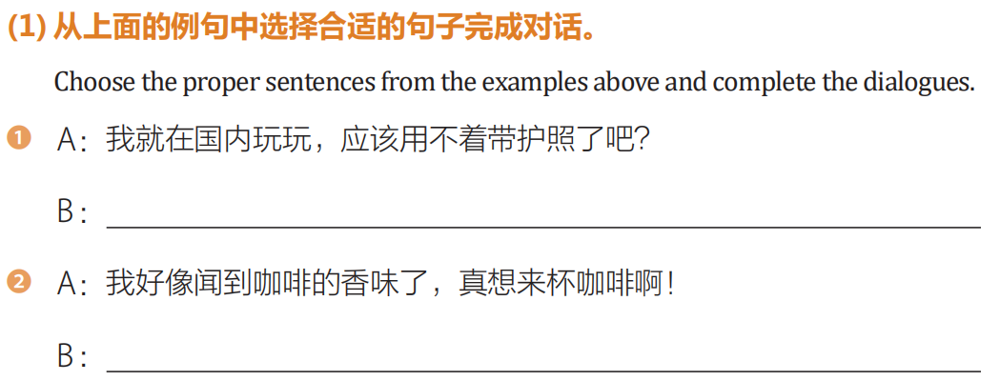 (1) 从上面的例句中选择合适的句子完成对话。
Choose the proper sentences from the examples above and complete the dialogues.
1 A：我就在国内玩玩，应该用不着带护照了吧？
B：
2 A：我好像闻到咖啡的香味了，真想来杯咖啡啊！
B：